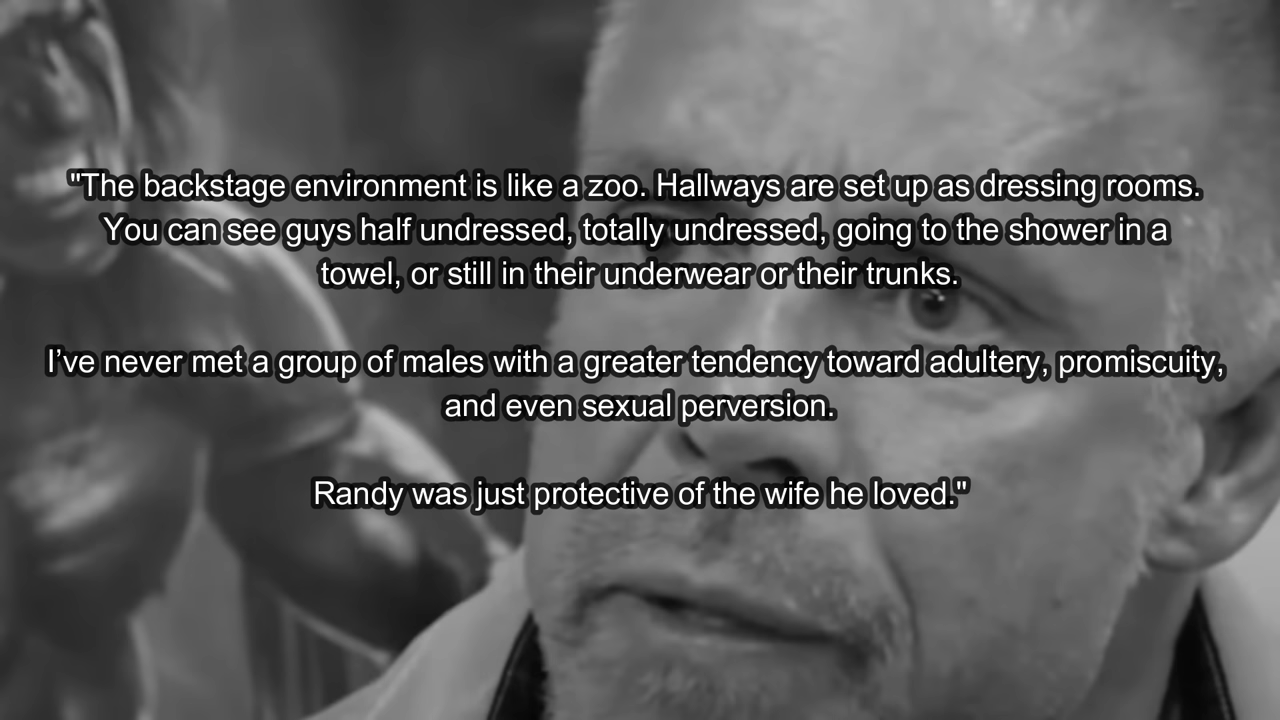 "The backstage environment is like a zoo. Hallways are set up as dressing rooms.
You can see guys half undressed, totally undressed, going to the shower in a
towel, or still in their underwear or their trunks.
I’ve never met a group of males with a greater tendency toward adultery, promiscuity,
and even sexual perversion.
Randy was just protective of the wife he loved."